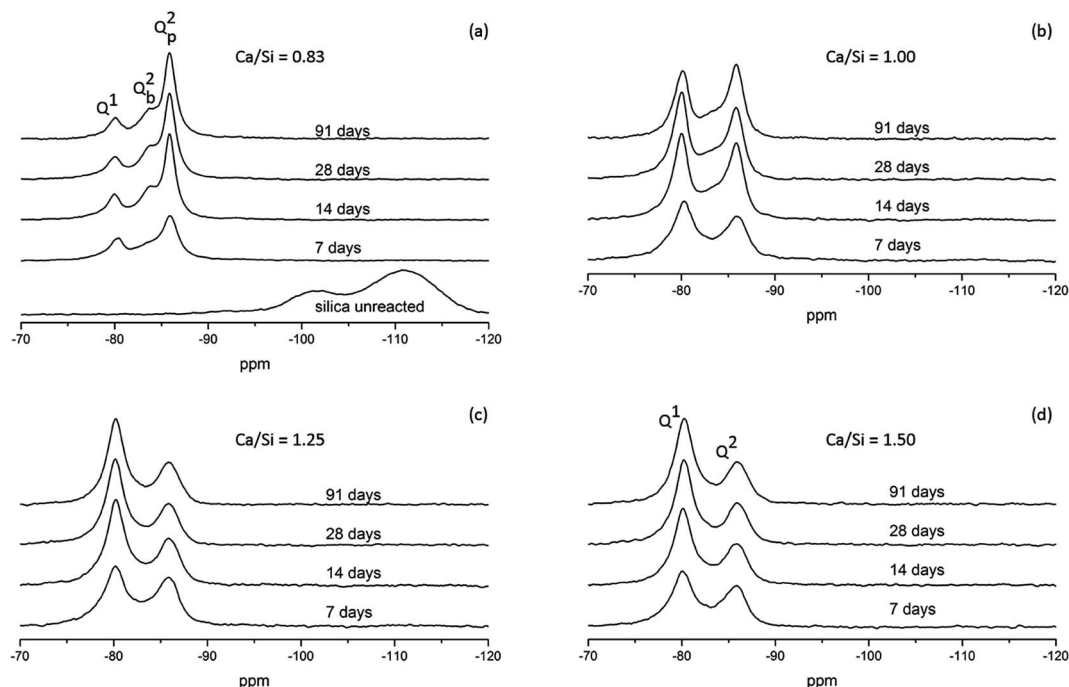 (a)
Ca/Si = 0.83
Q¹
Q²b
Q²p
91 days
28 days
14 days
7 days
silica unreacted
-70 -80 -90 -100 -110 -120
ppm
(b)
Ca/Si = 1.00
91 days
28 days
14 days
7 days
-70 -80 -90 -100 -110 -120
ppm
(c)
Ca/Si = 1.25
91 days
28 days
14 days
7 days
-70 -80 -90 -100 -110 -120
ppm
(d)
Ca/Si = 1.50
Q¹
Q²
91 days
28 days
14 days
7 days
-70 -80 -90 -100 -110 -120
ppm